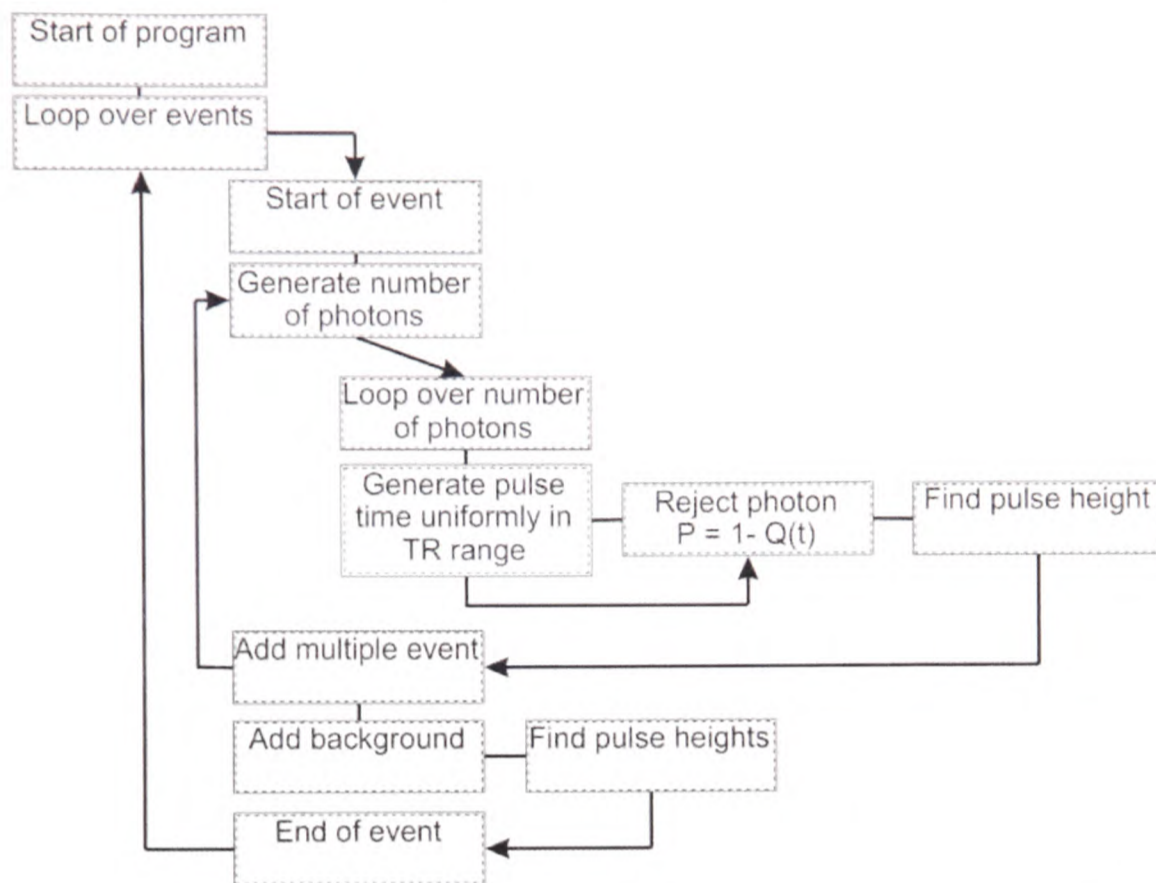 Start of program
Loop over events
Start of event
Generate number
of photons
Loop over number
of photons
Generate pulse
time uniformly in
TR range
Reject photon
P = 1- Q(t)
Find pulse height
Add multiple event
Add background
Find pulse heights
End of event